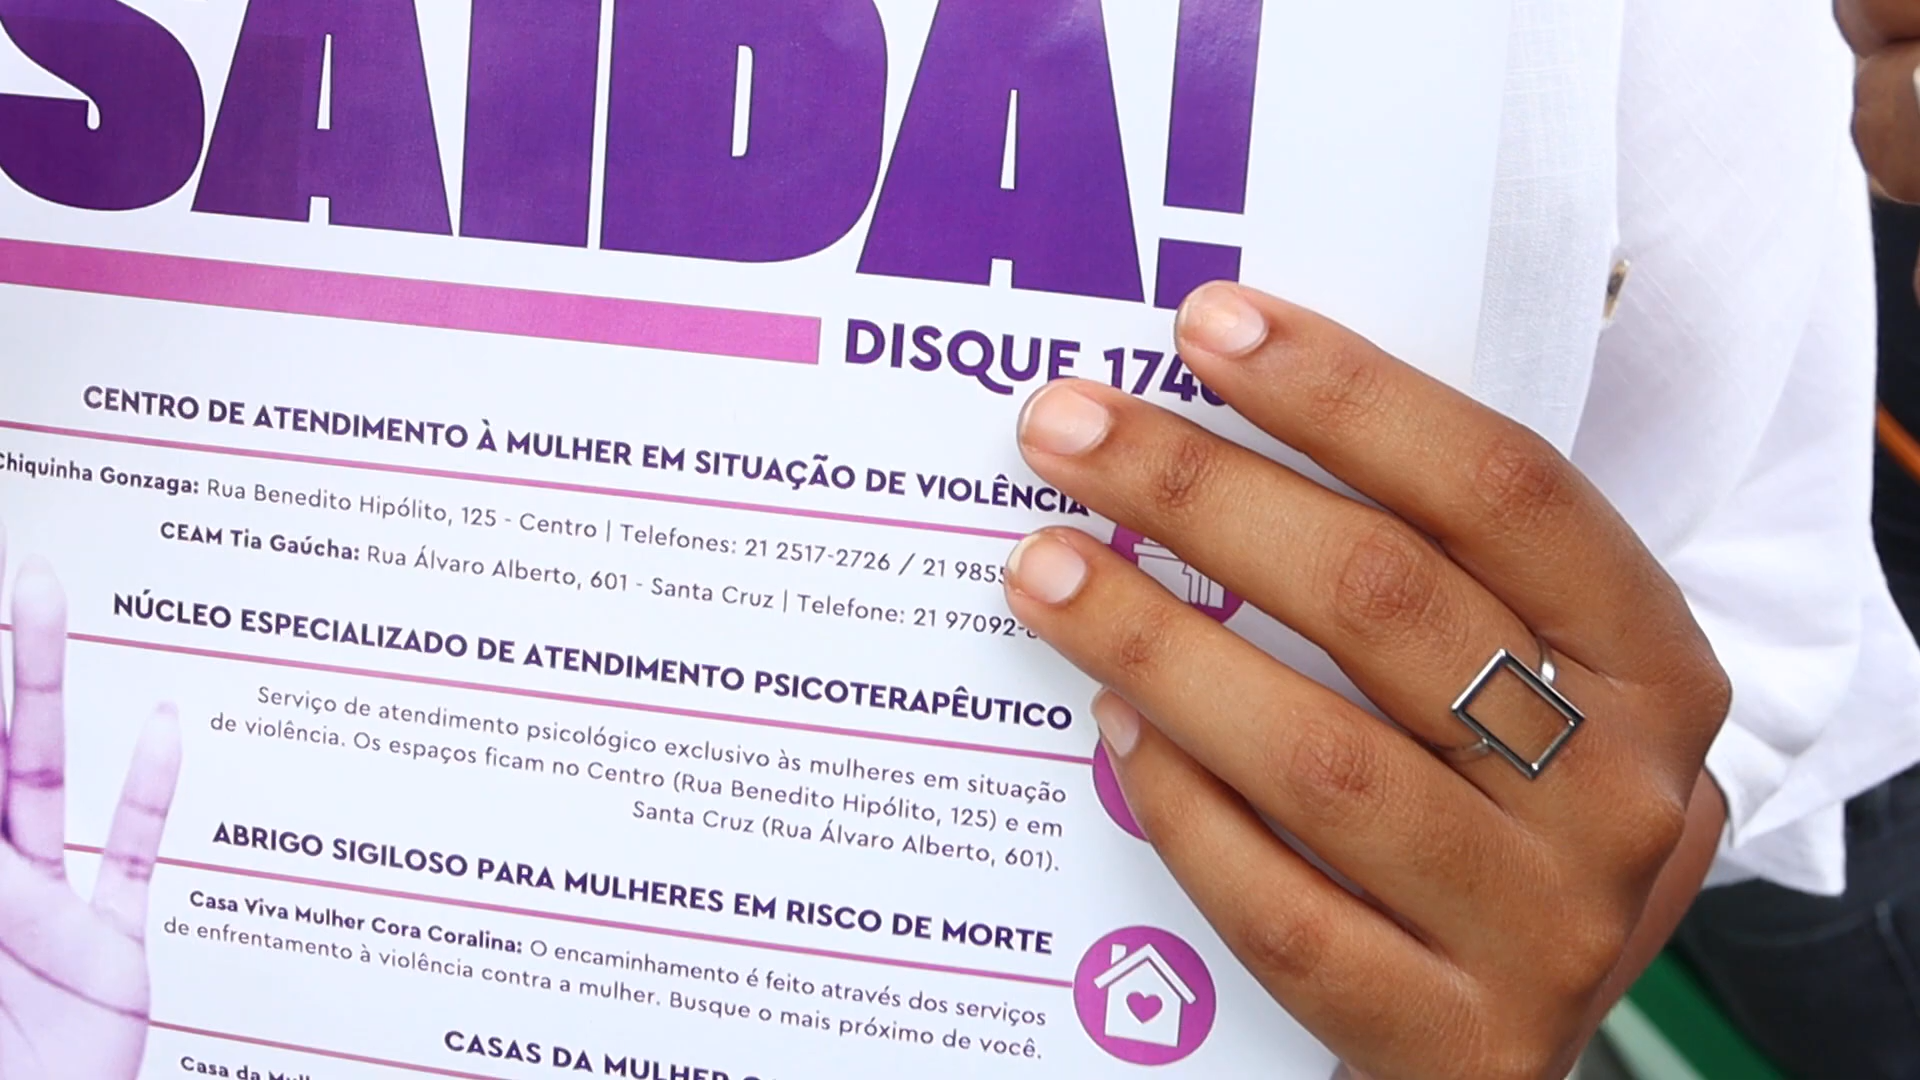 SAÍDA!
DISQUE
CENTRO DE ATENDIMENTO À MULHER EM SITUAÇÃO DE VIOLÊNCIA
Chiquinha Gonzaga: Rua Benedito Hipólito, 125 - Centro | Telefones: 21 2517-2726 / 21
CEAM Tia Gaúcha: Rua Álvaro Alberto, 601 - Santa Cruz | Telefone: 21
NÚCLEO ESPECIALIZADO DE ATENDIMENTO PSICOTERAPÊUTICO
Serviço de atendimento psicológico exclusivo às mulheres em situação
de violência. Os espaços ficam no Centro (Rua Benedito Hipólito, 125) e em
Santa Cruz (Rua Álvaro Alberto, 601).
ABRIGO SIGILOSO PARA MULHERES EM RISCO DE MORTE
Casa Viva Mulher Cora Coralina: O encaminhamento é feito através dos serviços
de enfrentamento à violência contra a mulher. Busque o mais próximo de você.
CASAS DA MULHER
Casa da